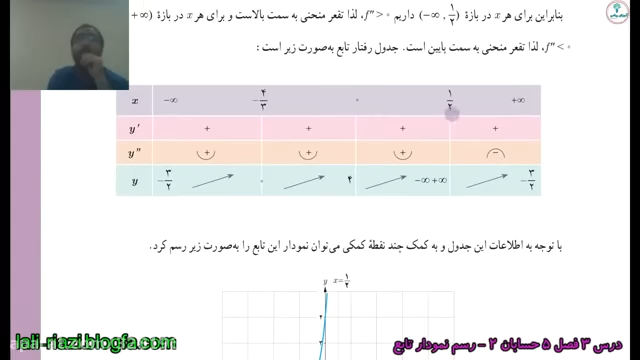 بنابراین برای هر x در بازهٔ (−∞, ۱/۲) داریم f″ > ۰، لذا تقعر منحنی به سمت بالاست و برای هر x در بازهٔ (+∞
f″ < ۰، لذا تقعر منحنی به سمت پایین است. جدول رفتار تابع به‌صورت زیر است:
x −∞ −۴/۳ ۰ ۱/۲ +∞
y′ + + + +
y″ + + + −
y −۳/۲ ۰ ۴ −∞ +∞ −۳/۲
با توجه به اطلاعات این جدول و به کمک چند نقطهٔ کمکی می‌توان نمودار این تابع را به‌صورت زیر رسم کرد.
y x=۱/۲
۴
lali-riazi.blogfa.com
درس ۳ فصل ۵ حسابان ۲ – رسم نمودار تابع